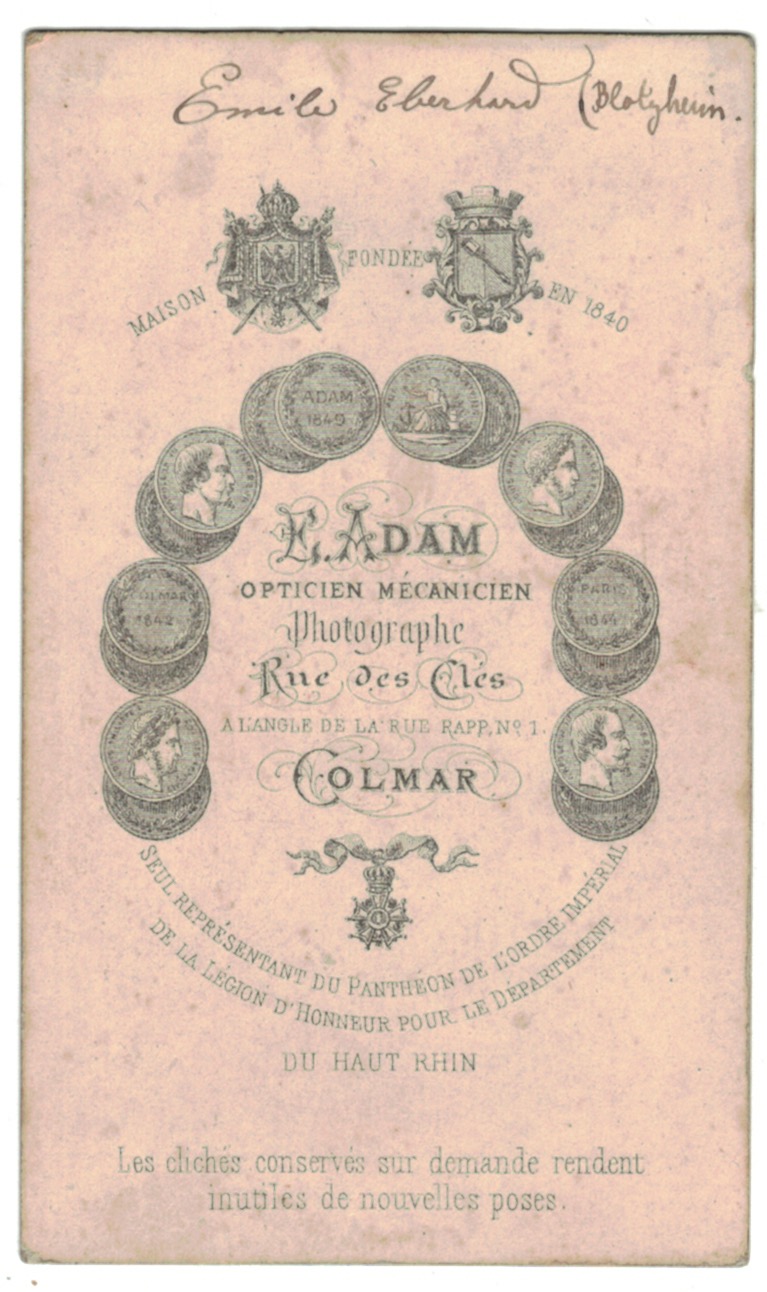 Emile Eberhard (Blotzheim.
MAISON FONDÉE EN 1840
ADAM
1849
COLMAR
1842
PARIS
1844
E. ADAM
OPTICIEN MÉCANICIEN
Photographe
Rue des Clés
A L'ANGLE DE LA RUE RAPP, Nº 1.
COLMAR
SEUL REPRÉSENTANT DU PANTHÉON DE L'ORDRE IMPÉRIAL
DE LA LÉGION D'HONNEUR POUR LE DÉPARTEMENT
DU HAUT RHIN
Les clichés conservés sur demande rendent
inutiles de nouvelles poses.